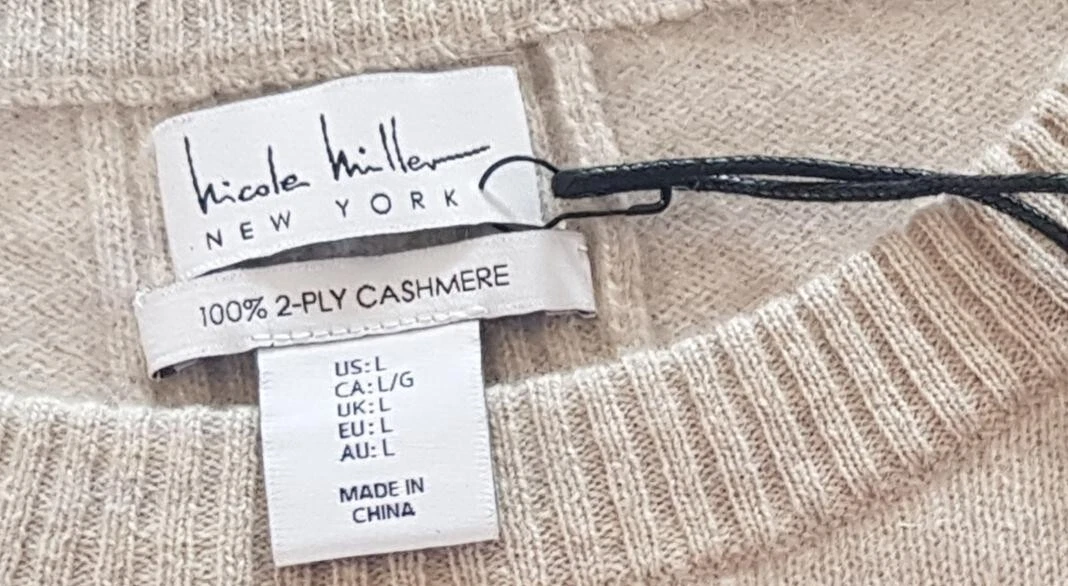 Nicole Miller
NEW YORK
100% 2-PLY CASHMERE
US: L
CA: L/G
UK: L
EU: L
AU: L
MADE IN
CHINA